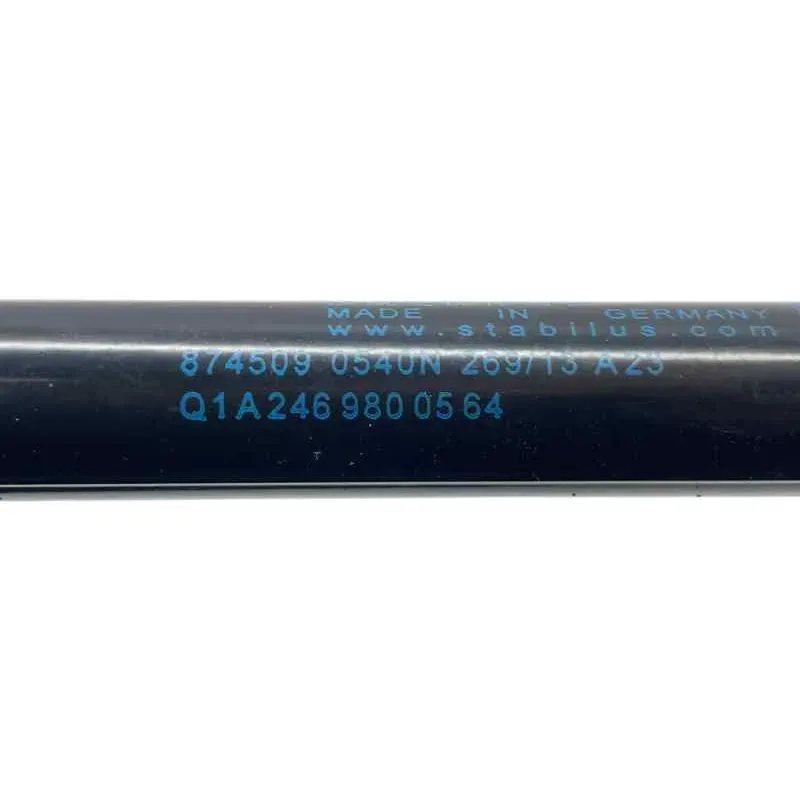 MADE IN GERMANY
www.stabilus.com
874509 0540N 269/13 A23
Q1A 246 980 05 64